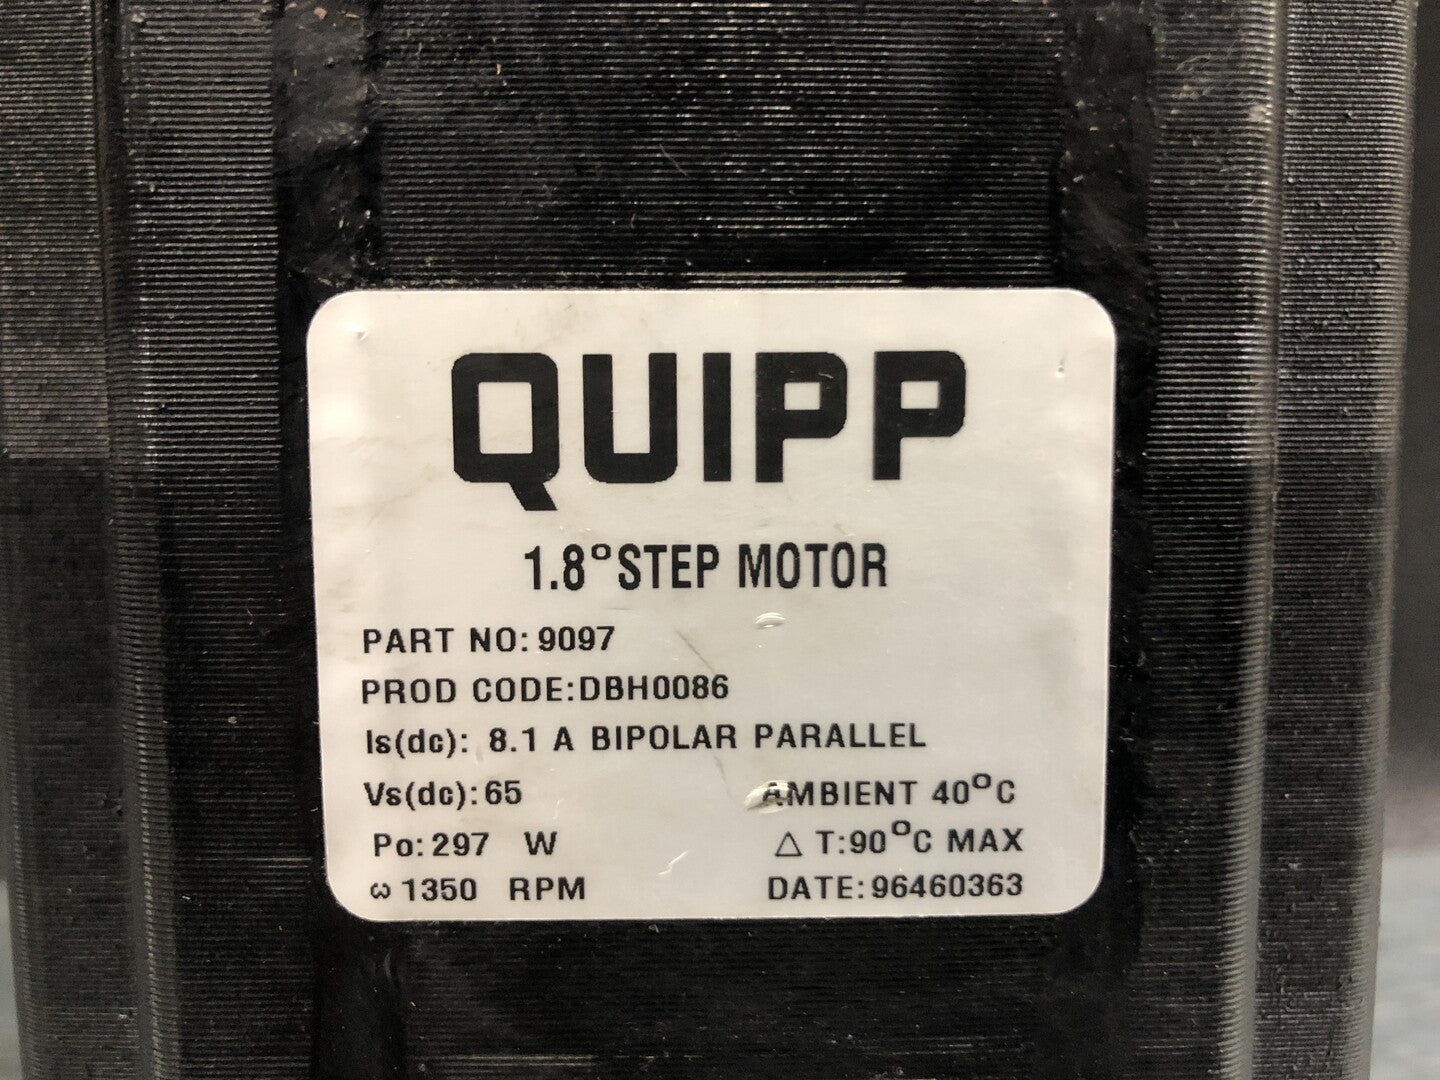 QUIPP
1.8° STEP MOTOR
PART NO: 9097
PROD CODE:DBH0086
Is(dc): 8.1 A BIPOLAR PARALLEL
Vs(dc):65 AMBIENT 40°C
Po:297 W △ T:90°C MAX
ω 1350 RPM DATE:96460363